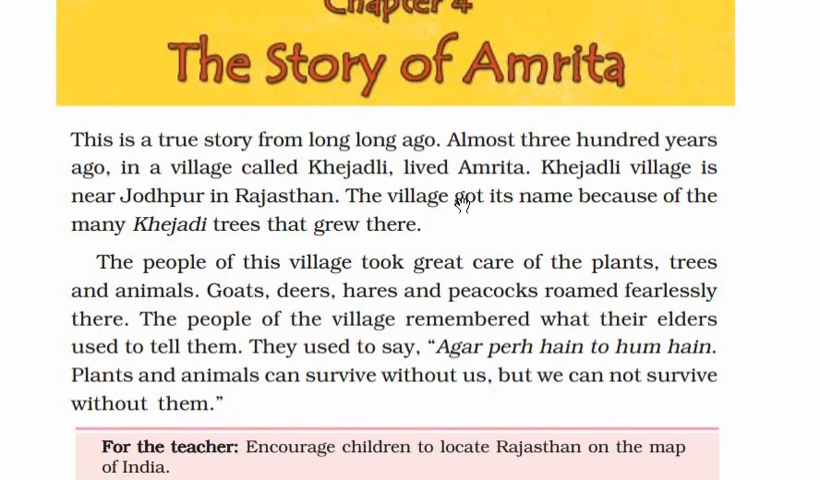 Chapter 4
The Story of Amrita
This is a true story from long long ago. Almost three hundred years
ago, in a village called Khejadli, lived Amrita. Khejadli village is
near Jodhpur in Rajasthan. The village got its name because of the
many Khejadi trees that grew there.
The people of this village took great care of the plants, trees
and animals. Goats, deers, hares and peacocks roamed fearlessly
there. The people of the village remembered what their elders
used to tell them. They used to say, “Agar perh hain to hum hain.
Plants and animals can survive without us, but we can not survive
without them.”
For the teacher: Encourage children to locate Rajasthan on the map
of India.